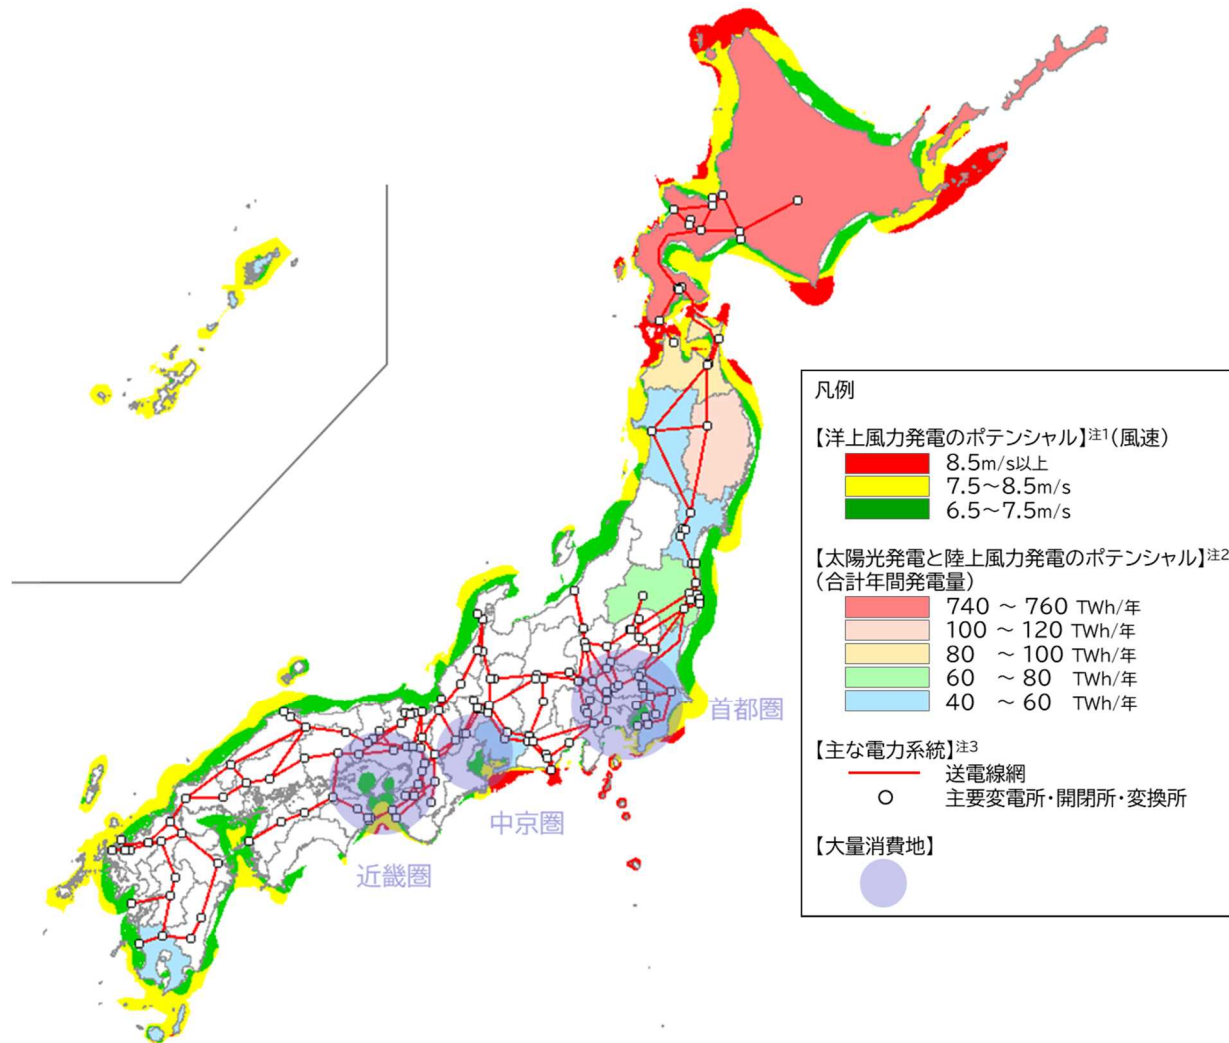 首都圏
中京圏
近畿圏
凡例
【洋上風力発電のポテンシャル】注1(風速)
8.5m/s以上
7.5～8.5m/s
6.5～7.5m/s
【太陽光発電と陸上風力発電のポテンシャル】注2
(合計年間発電量)
740 ～ 760 TWh/年
100 ～ 120 TWh/年
80 ～ 100 TWh/年
60 ～ 80 TWh/年
40 ～ 60 TWh/年
【主な電力系統】注3
送電線網
主要変電所・開閉所・変換所
【大量消費地】